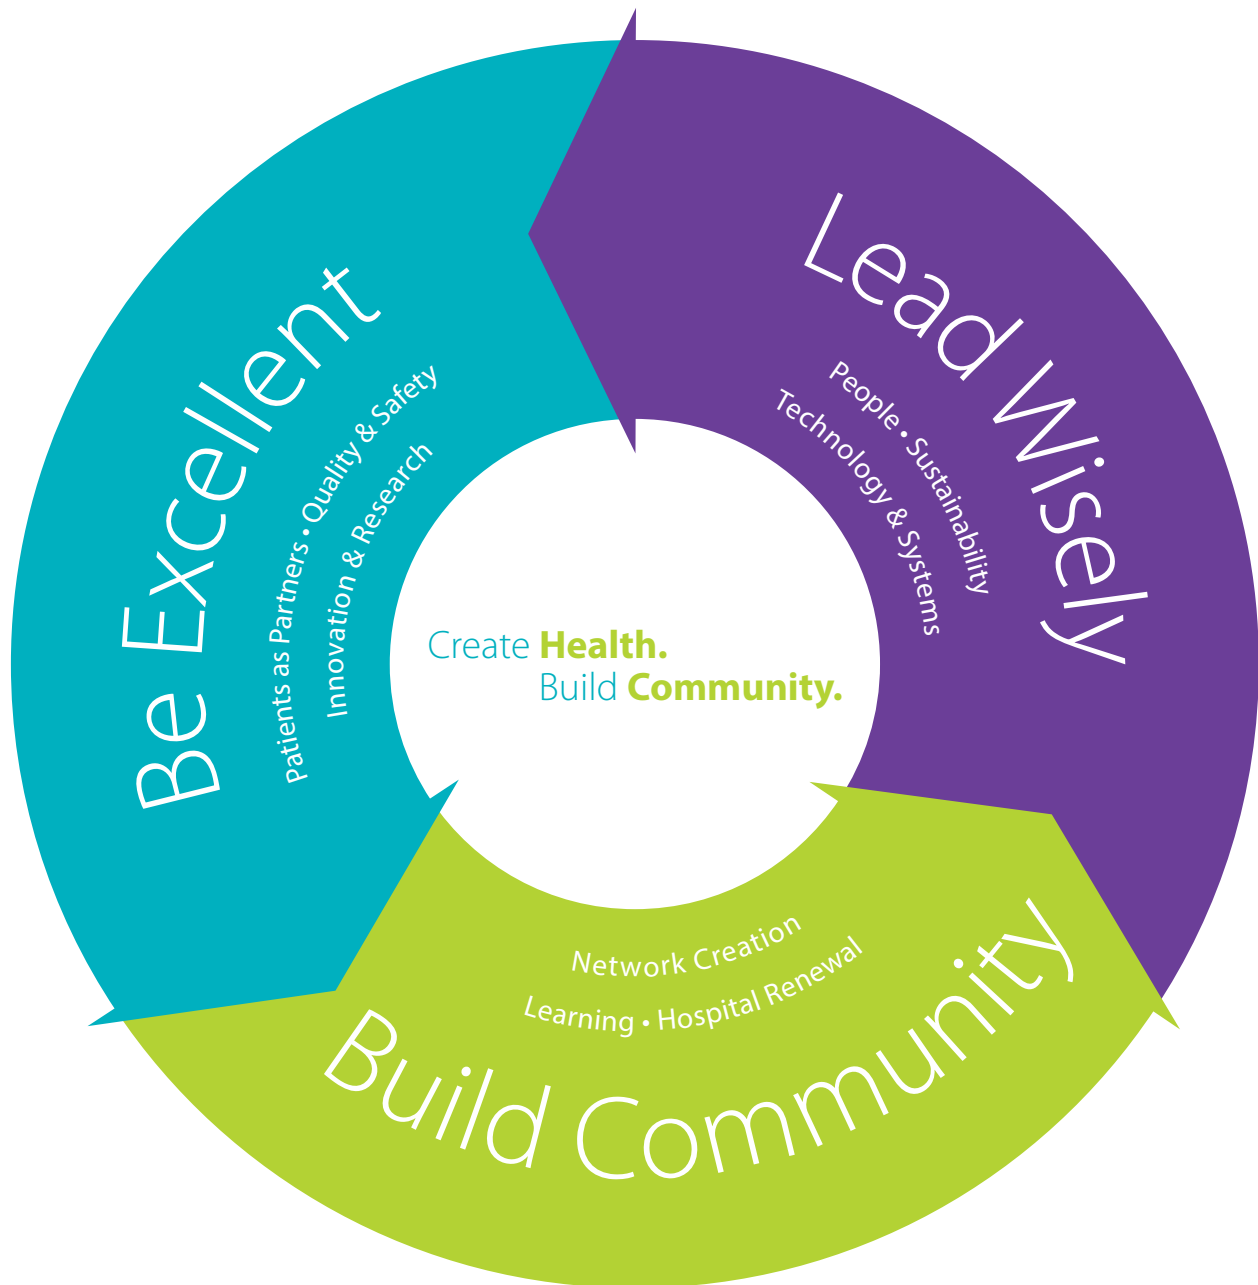 Be Excellent
Patients as Partners • Quality & Safety
Innovation & Research
Lead Wisely
People • Sustainability
Technology & Systems
Create Health.
Build Community.
Network Creation
Learning • Hospital Renewal
Build Community